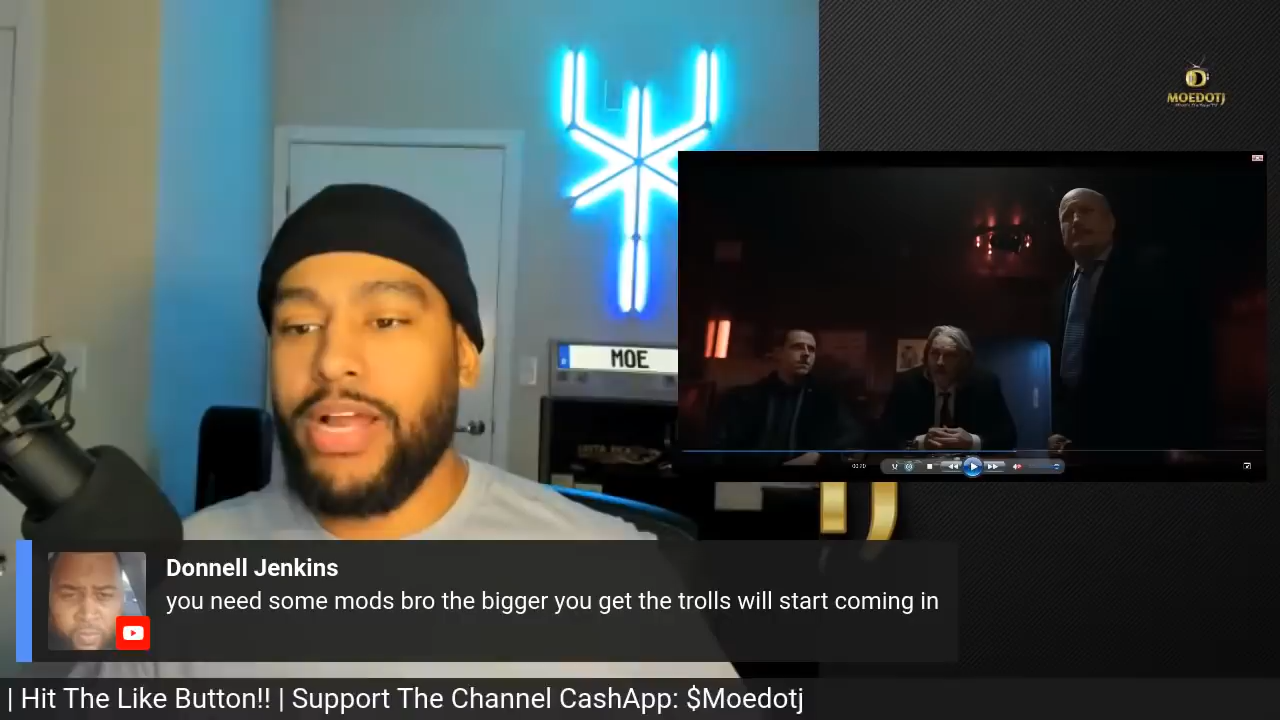 MOEDOTJ
MOE
Donnell Jenkins
you need some mods bro the bigger you get the trolls will start coming in
| Hit The Like Button!! | Support The Channel CashApp: $Moedotj